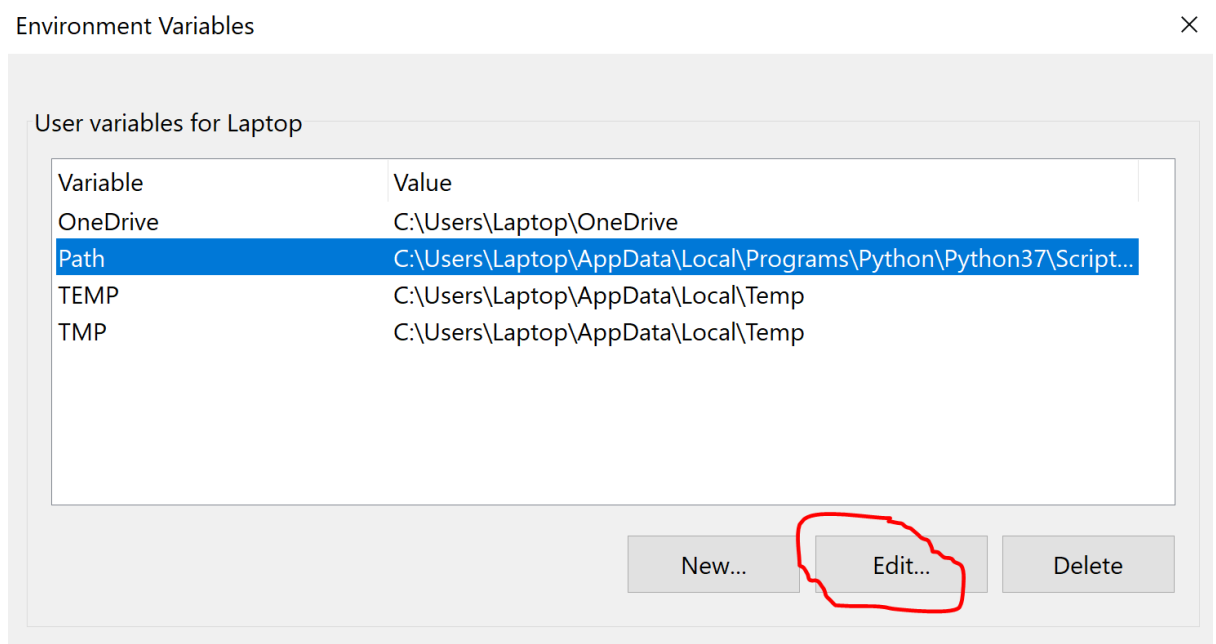 Environment Variables
User variables for Laptop
Variable Value
OneDrive C:\Users\Laptop\OneDrive
Path C:\Users\Laptop\AppData\Local\Programs\Python\Python37\Script...
TEMP C:\Users\Laptop\AppData\Local\Temp
TMP C:\Users\Laptop\AppData\Local\Temp
New... Edit... Delete